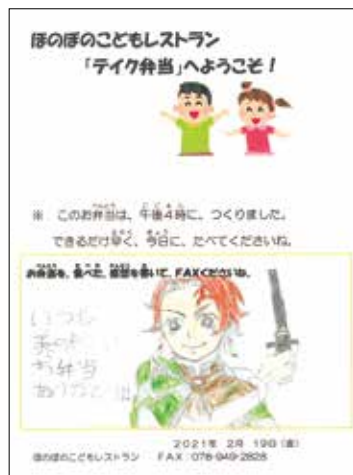 ほのぼのこどもレストラン
「テイク弁当」へようこそ!
※ このお弁当は、午後4時に、つくりました。
できるだけ早く、今日に、たべてくださいね。
お弁当を、食べた、感想を書いて、FAXくださいね。
いつも
お弁当
ありがとう!!
2021年 2月 19日(金)
ほのぼのこどもレストラン FAX:078-949-2828